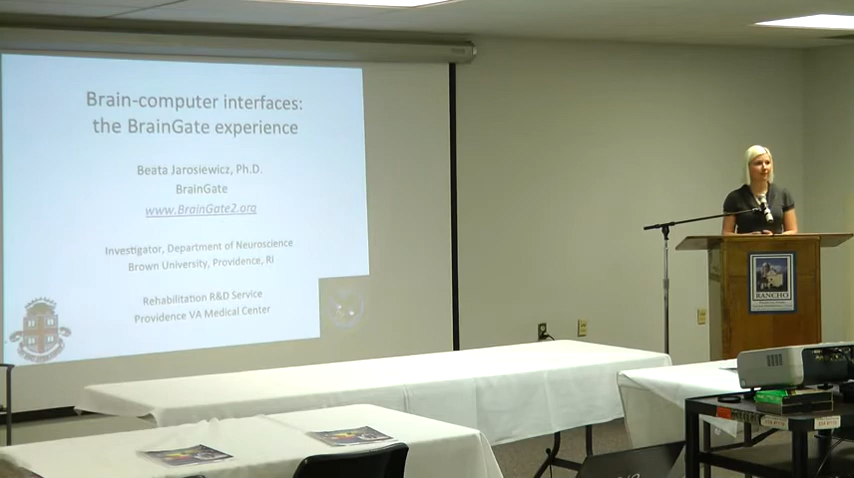 Brain-computer interfaces:
the BrainGate experience
Beata Jarosiewicz, Ph.D.
BrainGate
www.BrainGate2.org
Investigator, Department of Neuroscience
Brown University, Providence, RI
Rehabilitation R&D Service
Providence VA Medical Center
RANCHO